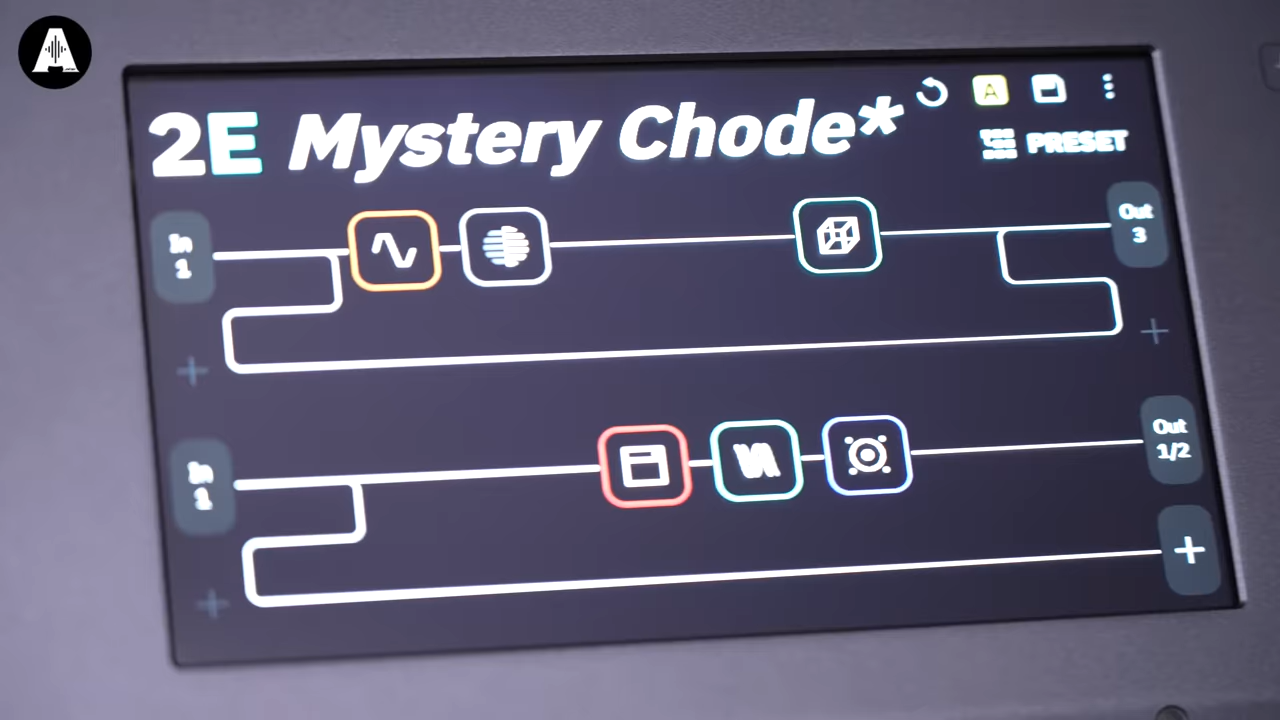 A
2E Mystery Chode*
A
PRESET
In
1
Out
3
In
1
Out
1/2